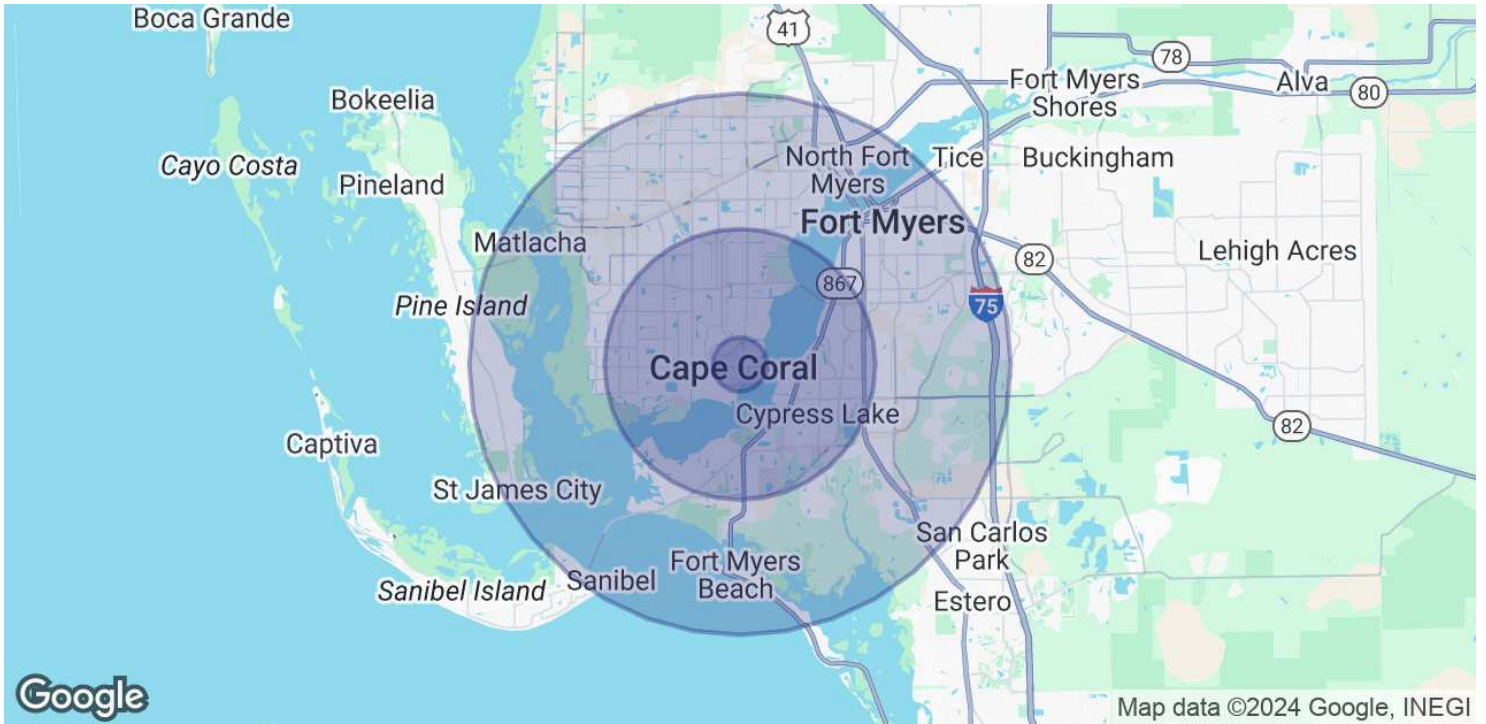 Boca Grande
41
78
Fort Myers
Shores
Alva
80
Bokeelia
Cayo Costa
Pineland
North Fort
Myers
Tice
Buckingham
Fort Myers
Matlacha
82
Lehigh Acres
867
Pine Island
75
Cape Coral
Cypress Lake
82
Captiva
St James City
San Carlos
Park
Fort Myers
Beach
Sanibel
Sanibel Island
Estero
Google
Map data ©2024 Google, INEGI